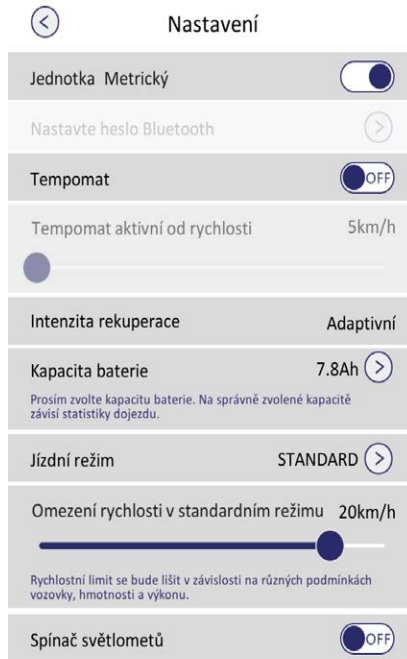 Nastavení
Jednotka Metrický
Nastavte heslo Bluetooth
Tempomat OFF
Tempomat aktivní od rychlosti 5km/h
Intenzita rekuperace Adaptivní
Kapacita baterie 7.8Ah
Prosím zvolte kapacitu baterie. Na správně zvolené kapacitě
závisí statistiky dojezdu.
Jízdní režim STANDARD
Omezení rychlosti v standardním režimu 20km/h
Rychlostní limit se bude lišit v závislosti na různých podmínkách
vozovky, hmotnosti a výkonu.
Spínač světlometů OFF